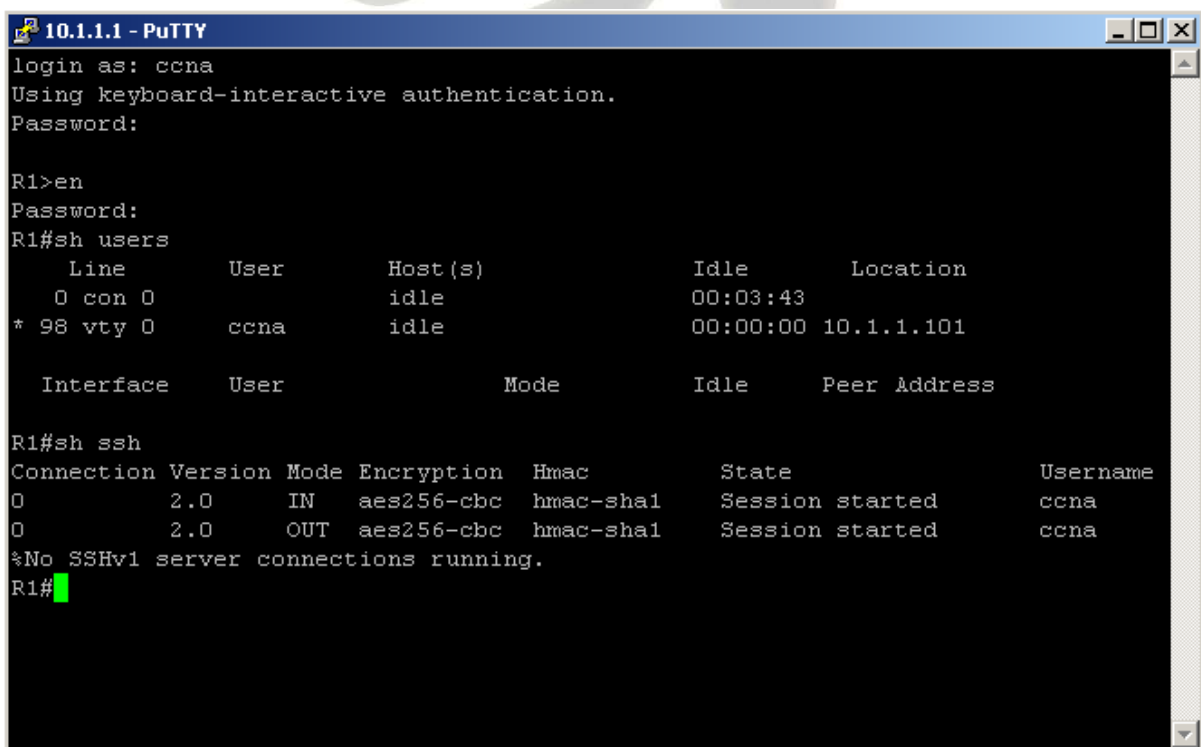 10.1.1.1 - PuTTY
login as: ccna
Using keyboard-interactive authentication.
Password:
R1>en
Password:
R1#sh users
Line User Host(s) Idle Location
0 con 0 idle 00:03:43
* 98 vty 0 ccna idle 00:00:00 10.1.1.101
Interface User Mode Idle Peer Address
R1#sh ssh
Connection Version Mode Encryption Hmac State Username
0 2.0 IN aes256-cbc hmac-sha1 Session started ccna
0 2.0 OUT aes256-cbc hmac-sha1 Session started ccna
%No SSHv1 server connections running.
R1#